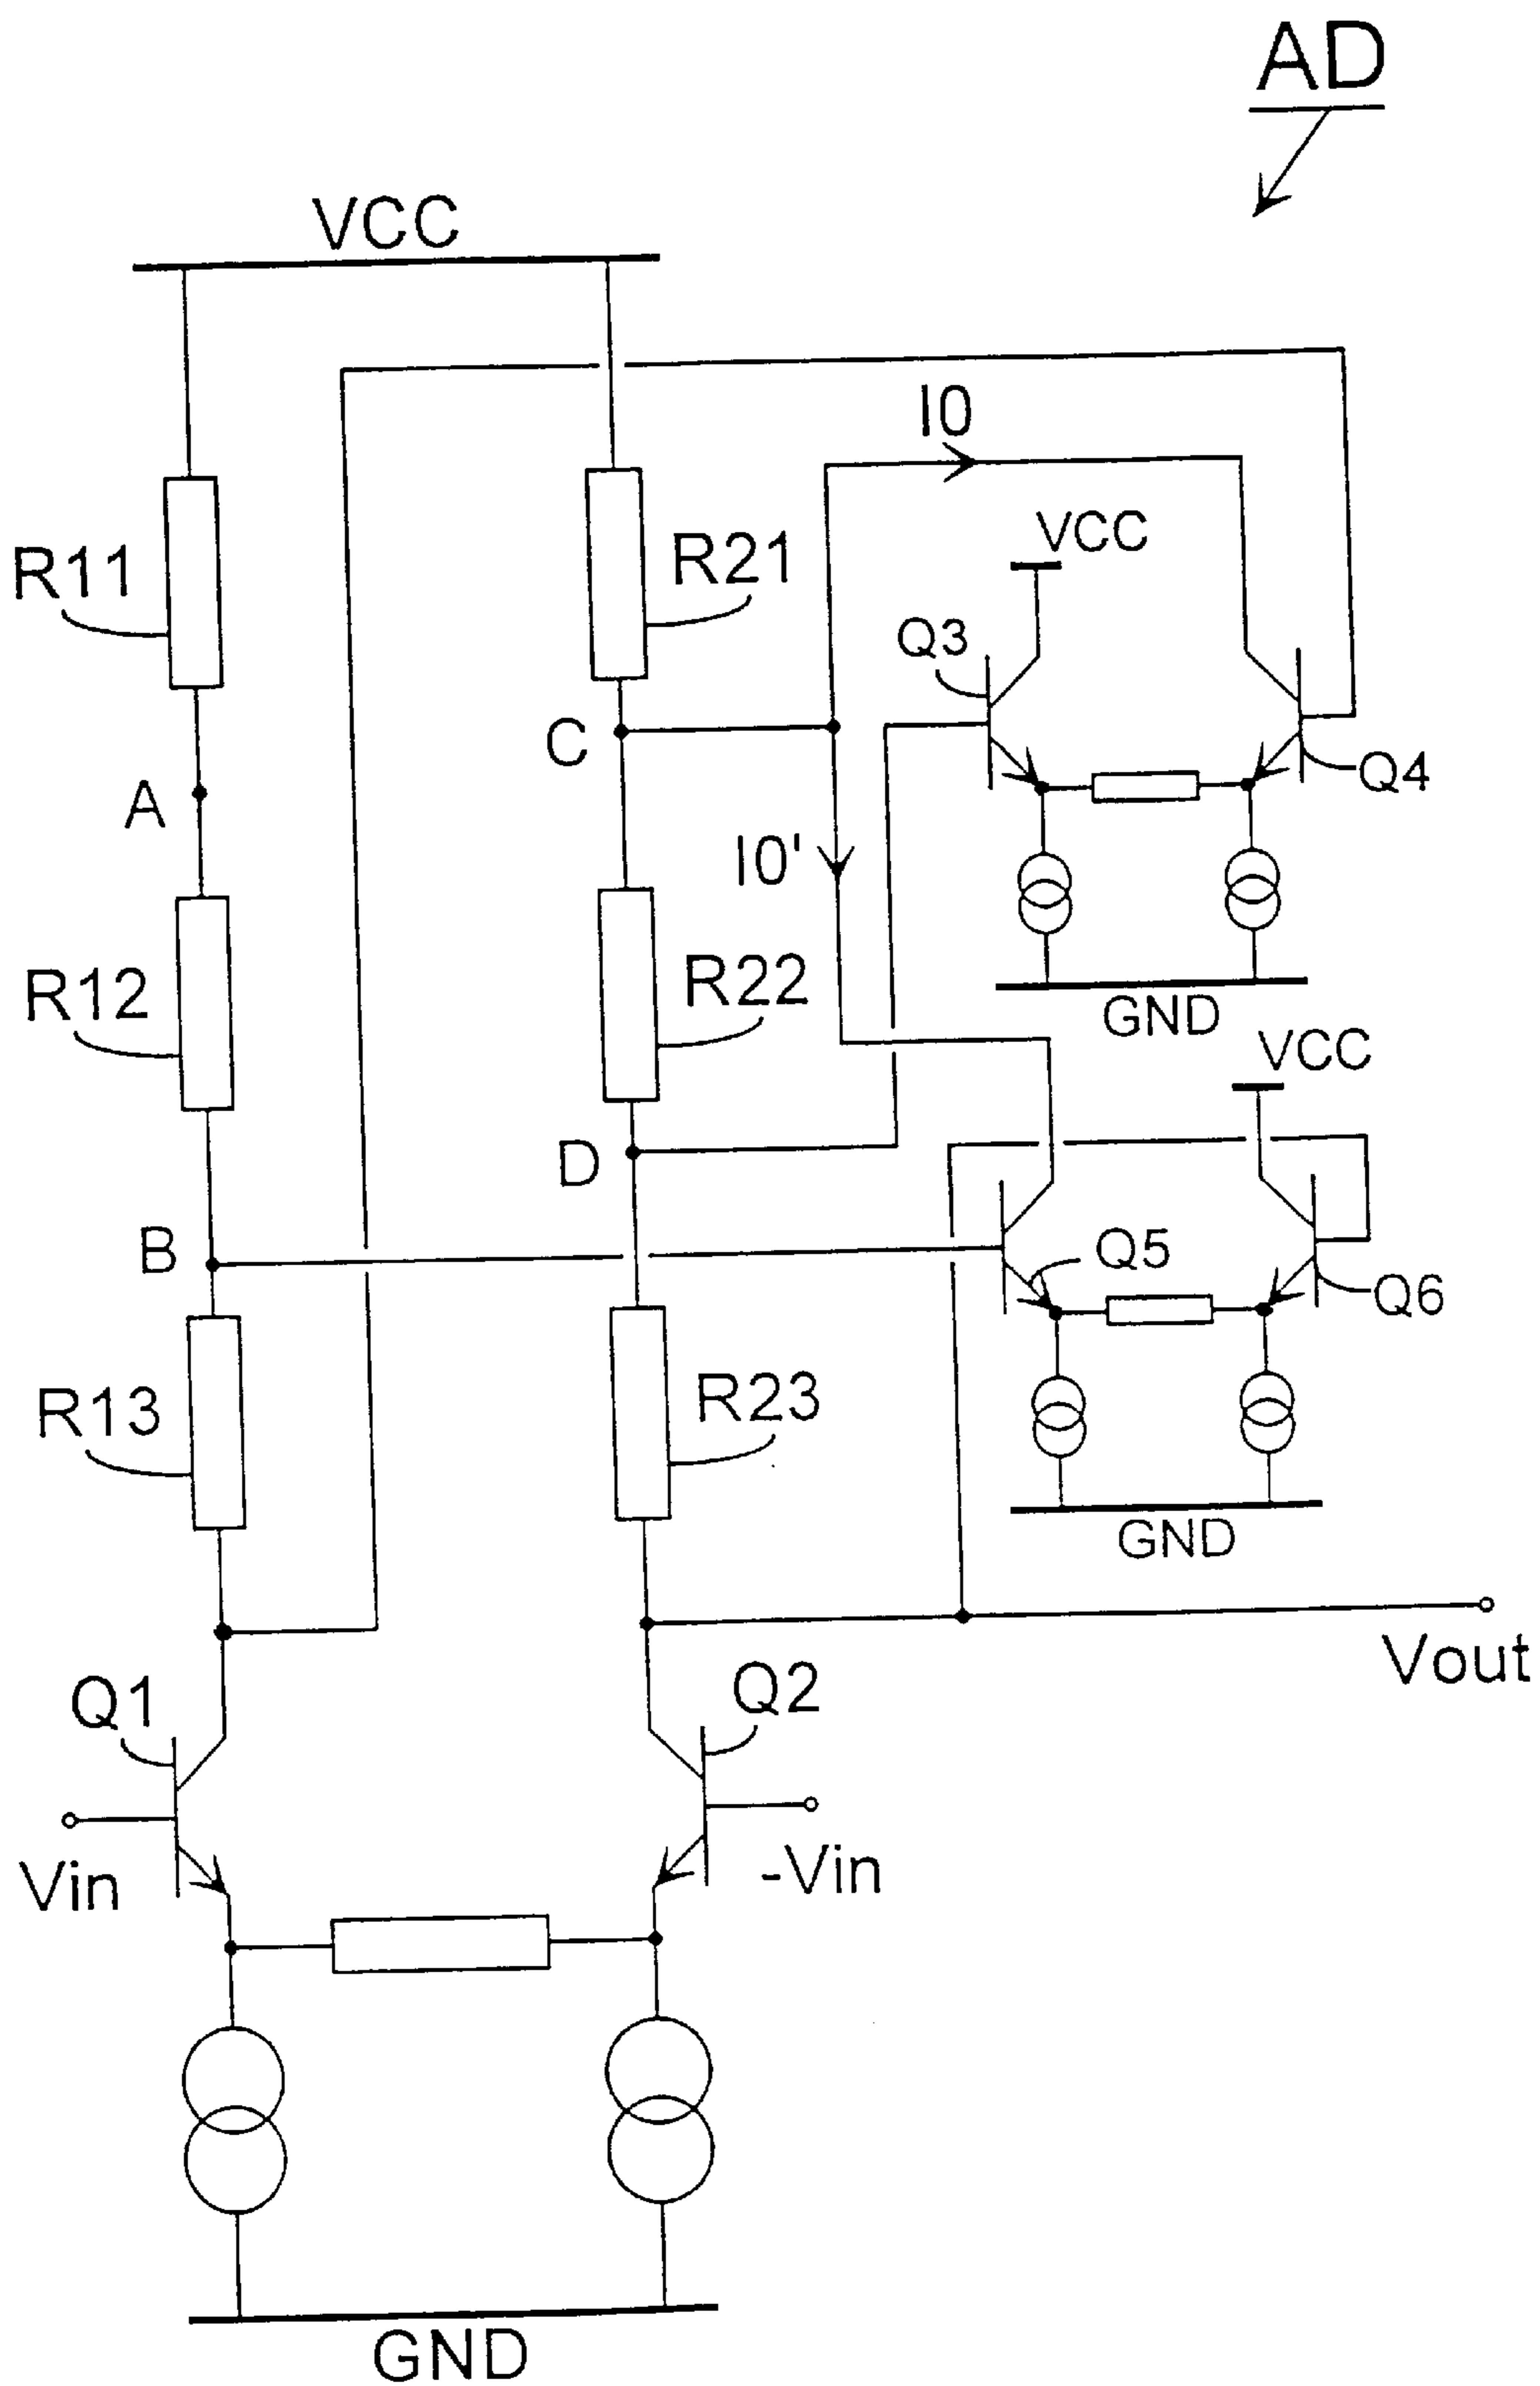 AD
VCC
I0
VCC
R11
R21
Q3
C
Q4
A
I0'
R12
R22
GND
VCC
D
B
Q5
Q6
R13
R23
GND
Vout
Q1
Q2
Vin
-Vin
GND